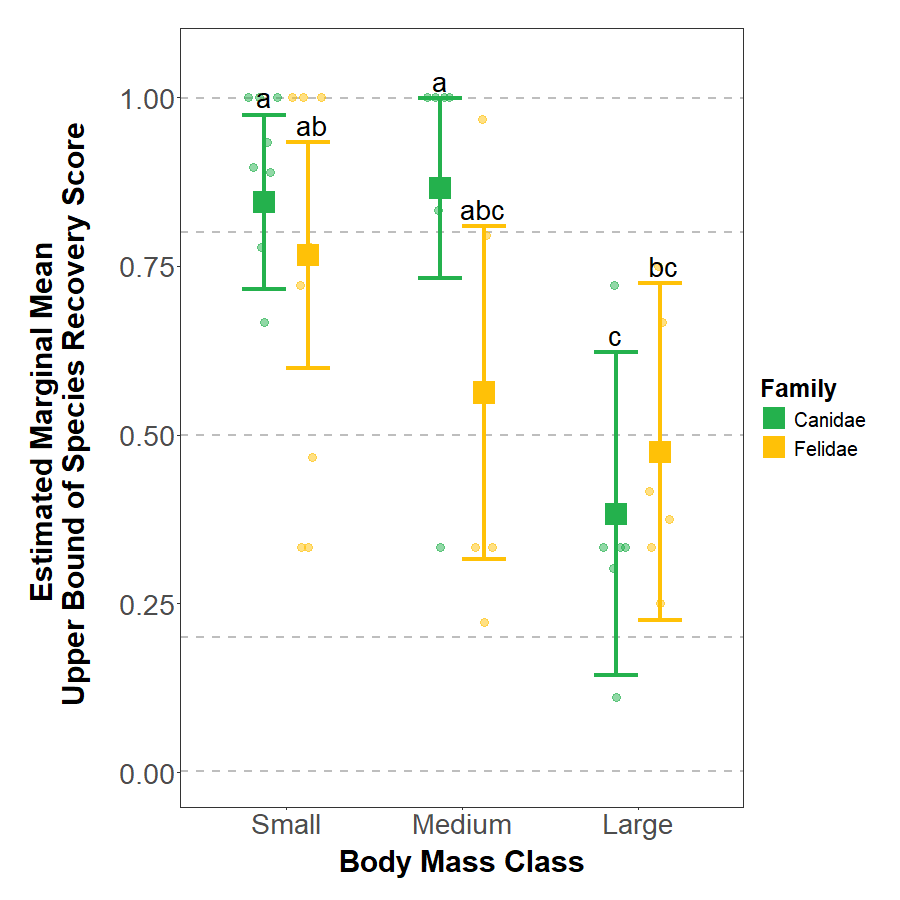 Estimated Marginal Mean
Upper Bound of Species Recovery Score
1.00
0.75
0.50
0.25
0.00
a
ab
a
abc
c
bc
Small
Medium
Large
Body Mass Class
Family
Canidae
Felidae